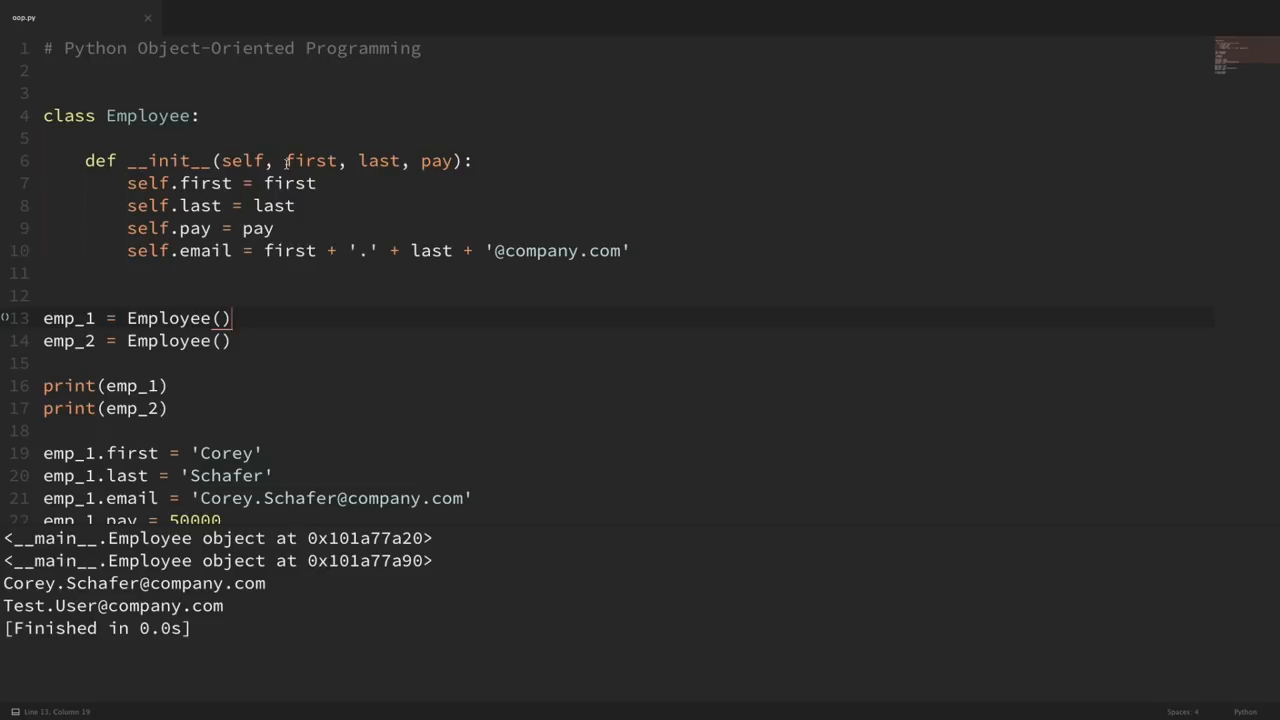 oop.py ×
1 # Python Object-Oriented Programming
2
3
4 class Employee:
5
6 def __init__(self, first, last, pay):
7 self.first = first
8 self.last = last
9 self.pay = pay
10 self.email = first + '.' + last + '@company.com'
11
12
()13 emp_1 = Employee()
14 emp_2 = Employee()
15
16 print(emp_1)
17 print(emp_2)
18
19 emp_1.first = 'Corey'
20 emp_1.last = 'Schafer'
21 emp_1.email = 'Corey.Schafer@company.com'
22 emp_1.pay = 50000
<__main__.Employee object at 0x101a77a20>
<__main__.Employee object at 0x101a77a90>
Corey.Schafer@company.com
Test.User@company.com
[Finished in 0.0s]
Line 13, Column 19 Spaces: 4 Python